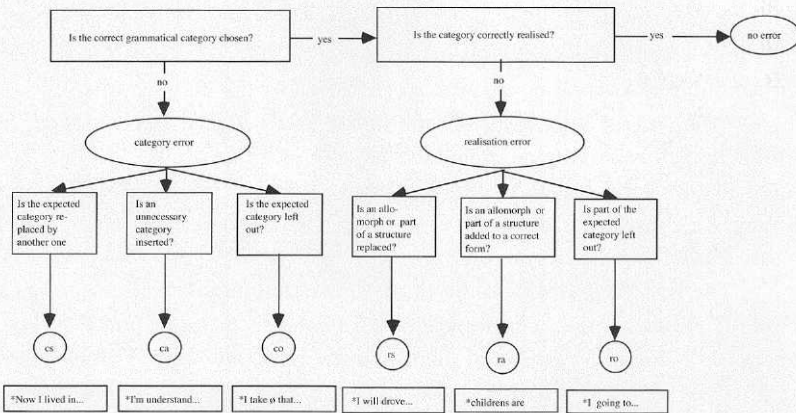 Is the correct grammatical category chosen?
yes
Is the category correctly realised?
yes
no error
no
no
category error
realisation error
Is the expected
category re-
placed by
another one
Is an
unnecessary
category
inserted?
Is the expected
category left
out?
Is an allo-
morph or part
of a structure
replaced?
Is an allomorph or
part of a structure
added to a correct
form?
Is part of the
expected
category left
out?
cs
ca
co
rs
ra
ro
*Now I lived in...
*I'm understand...
*I take ø that...
*I will drove...
*childrens are
*I going to...